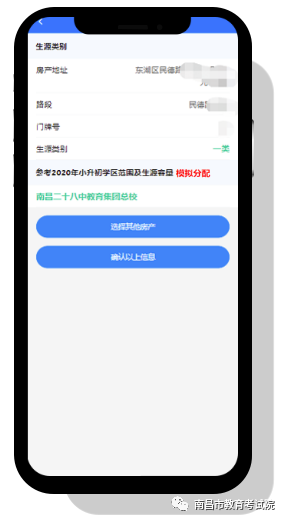 生源类别
房产地址 东湖区民德路
元
路段 民德路
门牌号
生源类别 一类
参考2020年小升初学区范围及生源容量 模拟分配
南昌二十八中教育集团总校
选择其他房产
确认以上信息
南昌市教育考试院